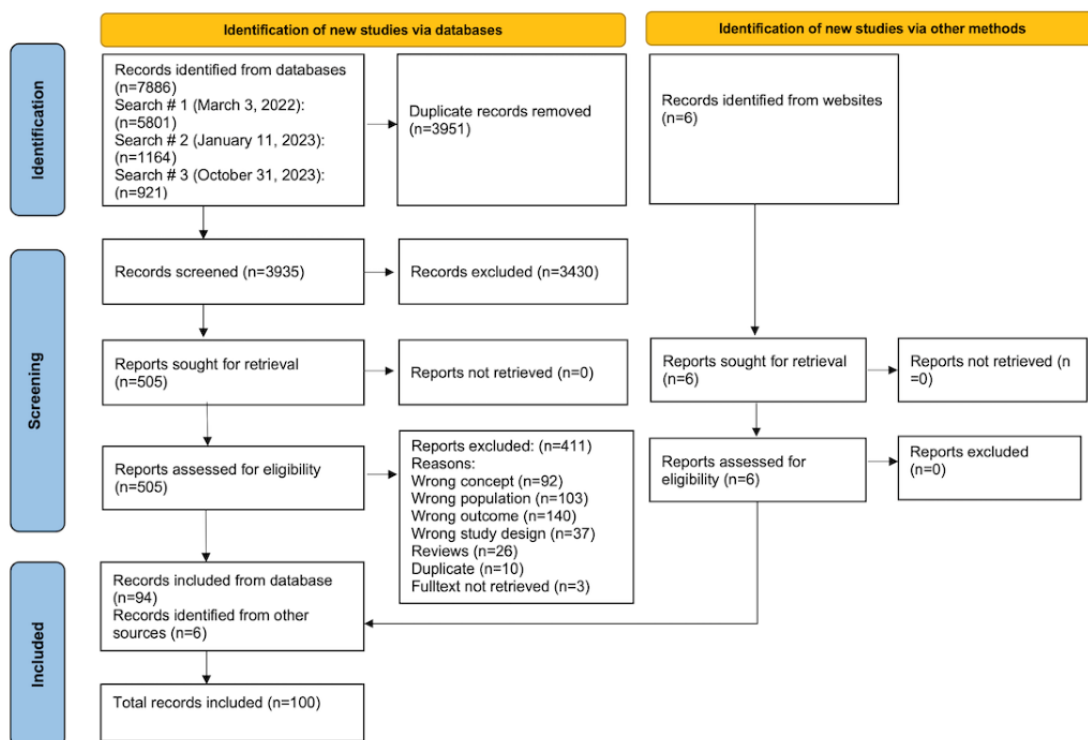 Identification of new studies via databases
Identification of new studies via other methods
Identification
Records identified from databases
(n=7886)
Search # 1 (March 3, 2022):
(n=5801)
Search # 2 (January 11, 2023):
(n=1164)
Search # 3 (October 31, 2023):
(n=921)
Duplicate records removed
(n=3951)
Records identified from websites
(n=6)
Screening
Records screened (n=3935)
Records excluded (n=3430)
Reports sought for retrieval
(n=505)
Reports not retrieved (n=0)
Reports sought for retrieval
(n=6)
Reports not retrieved (n
=0)
Reports assessed for eligibility
(n=505)
Reports excluded: (n=411)
Reasons:
Wrong concept (n=92)
Wrong population (n=103)
Wrong outcome (n=140)
Wrong study design (n=37)
Reviews (n=26)
Duplicate (n=10)
Fulltext not retrieved (n=3)
Reports assessed for
eligibility (n=6)
Reports excluded
(n=0)
Included
Records included from database
(n=94)
Records identified from other
sources (n=6)
Total records included (n=100)